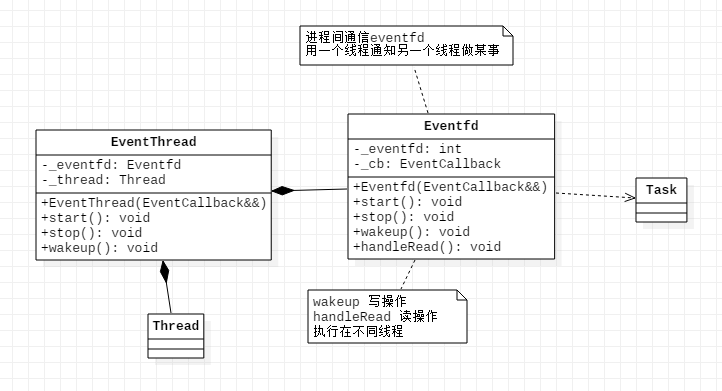 进程间通信eventfd
用一个线程通知另一个线程做某事
EventThread
-_eventfd: Eventfd
-_thread: Thread
+EventThread(EventCallback&&)
+start(): void
+stop(): void
+wakeup(): void
Eventfd
-_eventfd: int
-_cb: EventCallback
+Eventfd(EventCallback&&)
+start(): void
+stop(): void
+wakeup(): void
+handleRead(): void
Task
wakeup 写操作
handleRead 读操作
执行在不同线程
Thread